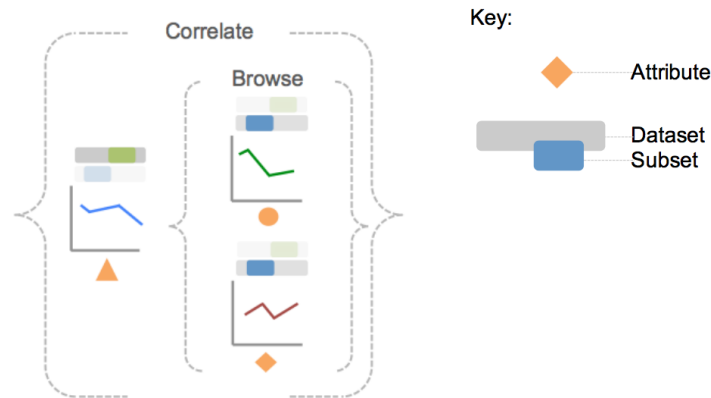 Correlate
Browse
Key:
Attribute
Dataset
Subset